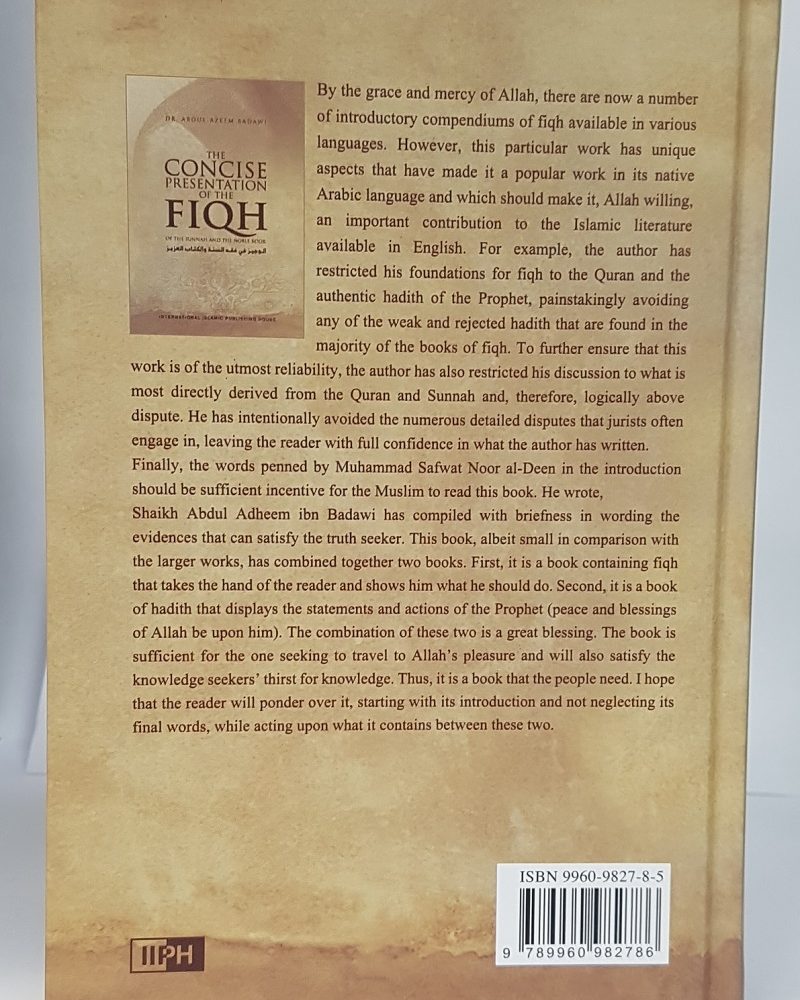 DR. ABDUL AZEEM BADAWI
THE
CONCISE
PRESENTATION
OF THE
FIQH
OF THE SUNNAH AND THE NOBLE BOOK
الوجيز في فقه السنة والكتاب العزيز
INTERNATIONAL ISLAMIC PUBLISHING HOUSE
By the grace and mercy of Allah, there are now a number
of introductory compendiums of fiqh available in various
languages. However, this particular work has unique
aspects that have made it a popular work in its native
Arabic language and which should make it, Allah willing,
an important contribution to the Islamic literature
available in English. For example, the author has
restricted his foundations for fiqh to the Quran and the
authentic hadith of the Prophet, painstakingly avoiding
any of the weak and rejected hadith that are found in the
majority of the books of fiqh. To further ensure that this
work is of the utmost reliability, the author has also restricted his discussion to what is
most directly derived from the Quran and Sunnah and, therefore, logically above
dispute. He has intentionally avoided the numerous detailed disputes that jurists often
engage in, leaving the reader with full confidence in what the author has written.
Finally, the words penned by Muhammad Safwat Noor al-Deen in the introduction
should be sufficient incentive for the Muslim to read this book. He wrote,
Shaikh Abdul Adheem ibn Badawi has compiled with briefness in wording the
evidences that can satisfy the truth seeker. This book, albeit small in comparison with
the larger works, has combined together two books. First, it is a book containing fiqh
that takes the hand of the reader and shows him what he should do. Second, it is a book
of hadith that displays the statements and actions of the Prophet (peace and blessings
of Allah be upon him). The combination of these two is a great blessing. The book is
sufficient for the one seeking to travel to Allah's pleasure and will also satisfy the
knowledge seekers' thirst for knowledge. Thus, it is a book that the people need. I hope
that the reader will ponder over it, starting with its introduction and not neglecting its
final words, while acting upon what it contains between these two.
ISBN 9960-9827-8-5
9 789960 982786
IIPH